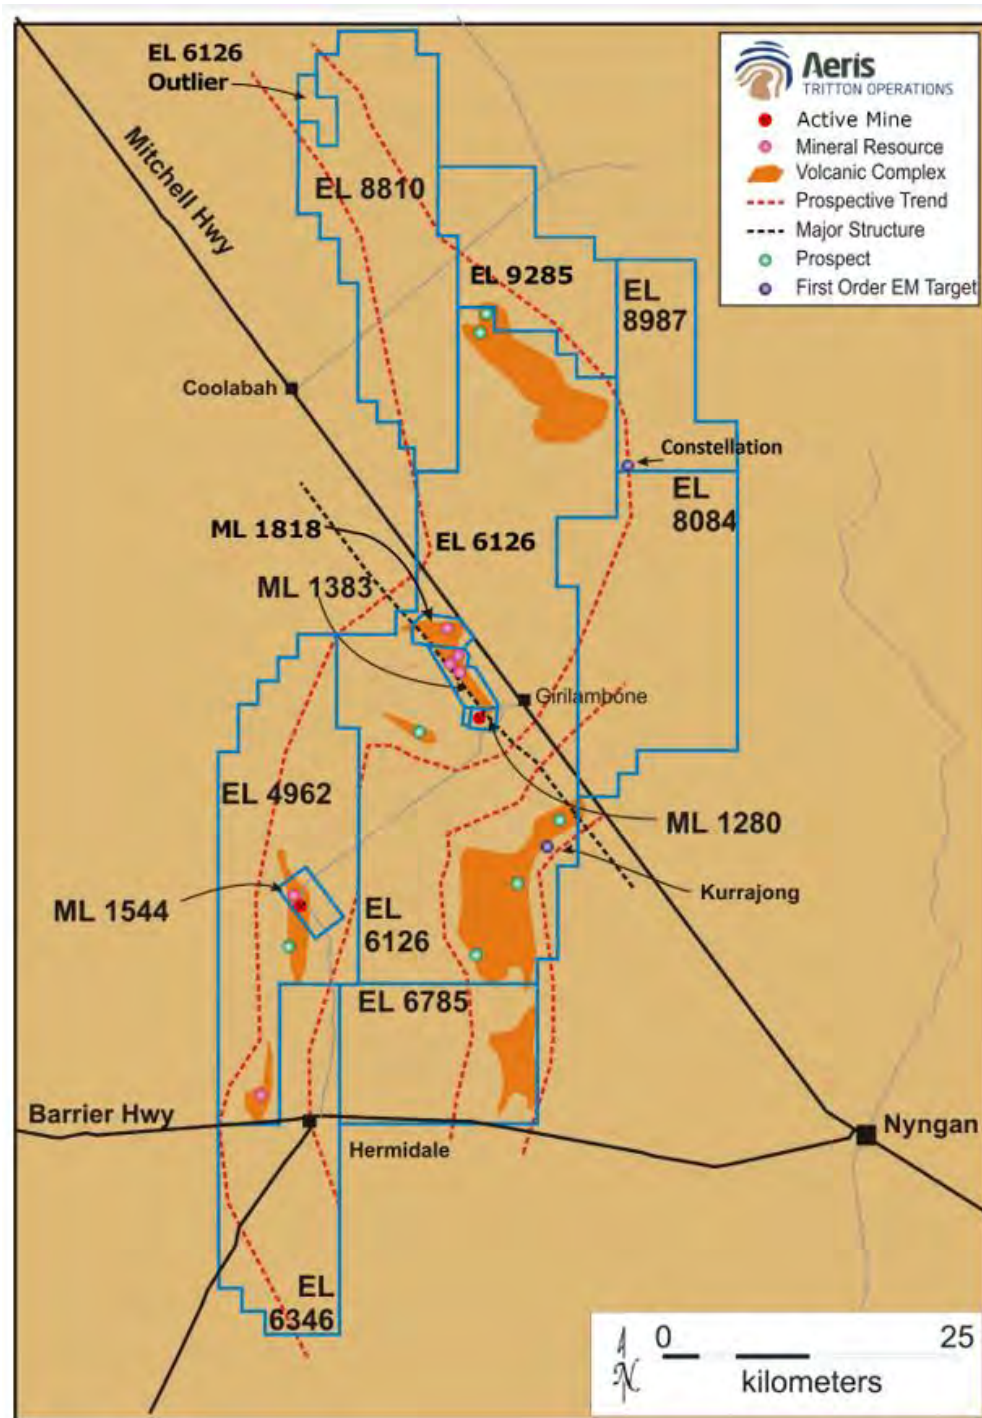 EL 6126
Outlier
Aeris
TRITTON OPERATIONS
Active Mine
Mineral Resource
Volcanic Complex
Prospective Trend
Major Structure
Prospect
First Order EM Target
Mitchell Hwy
EL 8810
EL 9285
EL
8987
Coolabah
Constellation
EL
8084
ML 1818
EL 6126
ML 1383
Girilambone
EL 4962
ML 1280
Kurrajong
ML 1544
EL
6126
EL 6785
Barrier Hwy
Nyngan
Hermidale
EL
6346
0 25
N
kilometers